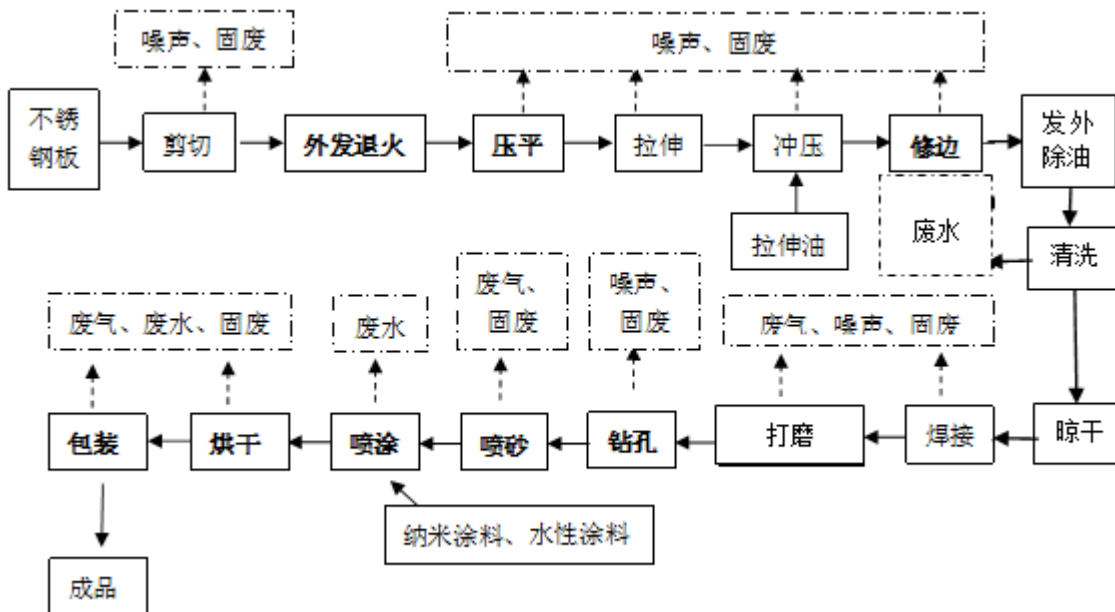 噪声、固废
噪声、固废
不锈
钢板
剪切
外发退火
压平
拉伸
冲压
修边
发外
除油
拉伸油
废水
清洗
废气、废水、固废
废水
废气、
固废
噪声、
固废
废气、噪声、固废
包装
烘干
喷涂
喷砂
钻孔
打磨
焊接
晾干
纳米涂料、水性涂料
成品